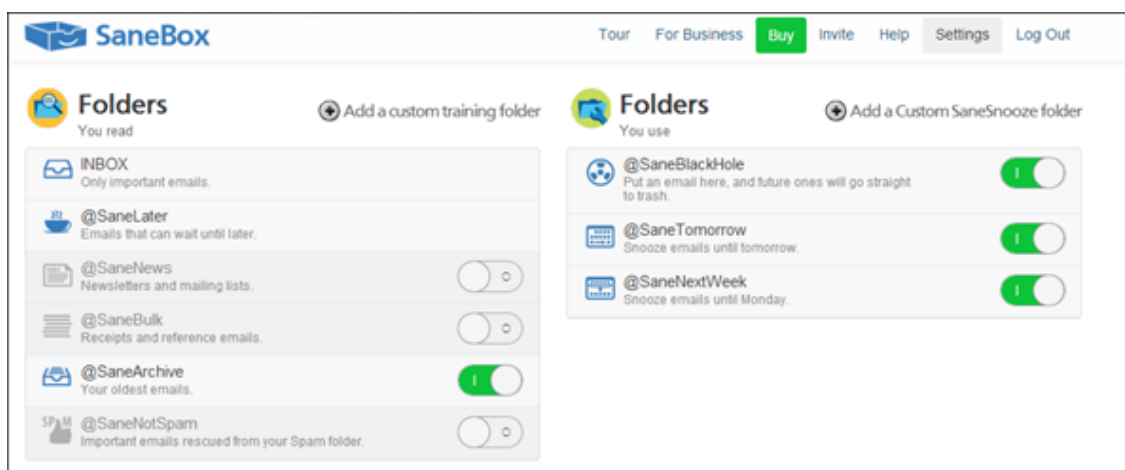 SaneBox
Tour For Business Buy Invite Help Settings Log Out
Folders
You read
Add a custom training folder
INBOX
Only important emails.
@SaneLater
Emails that can wait until later.
@SaneNews
Newsletters and mailing lists.
@SaneBulk
Receipts and reference emails.
@SaneArchive
Your oldest emails.
SPAM
@SaneNotSpam
Important emails rescued from your Spam folder.
Folders
You use
Add a Custom SaneSnooze folder
@SaneBlackHole
Put an email here, and future ones will go straight
to trash.
@SaneTomorrow
Snooze emails until tomorrow.
@SaneNextWeek
Snooze emails until Monday.